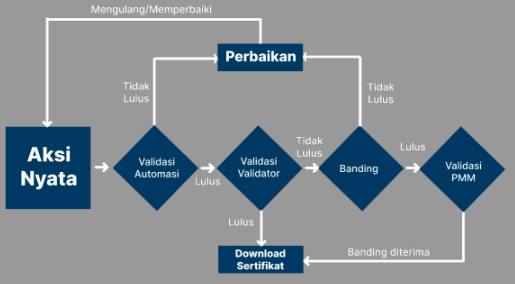 Mengulang/Memperbaiki
Perbaikan
Tidak
Lulus
Tidak
Lulus
Aksi
Nyata
Validasi
Automasi
Lulus
Validasi
Validator
Tidak
Lulus
Banding
Lulus
Validasi
PMM
Lulus
Download
Sertifikat
Banding diterima